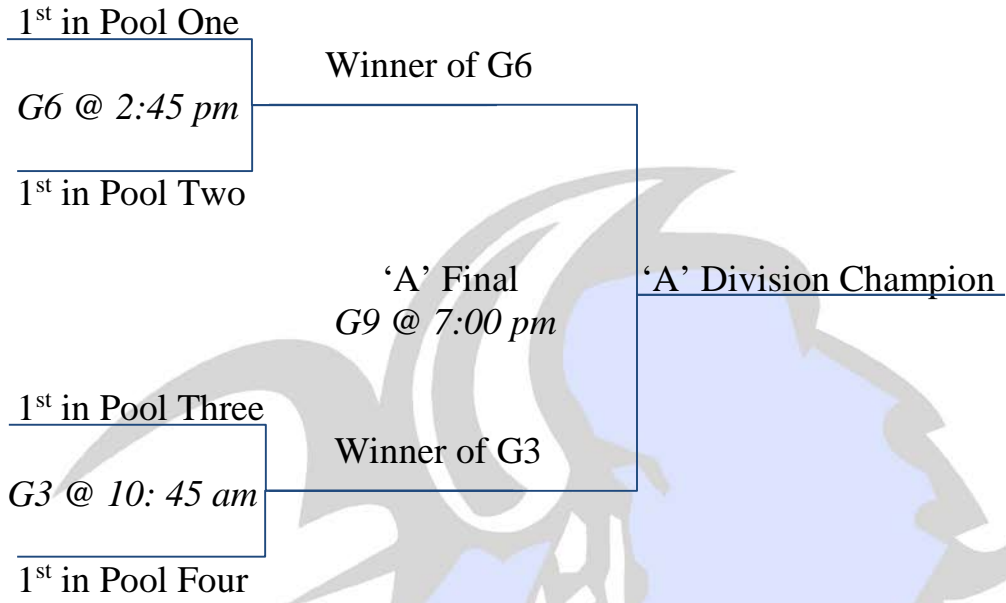 1st in Pool One
Winner of G6
G6 @ 2:45 pm
1st in Pool Two
‘A’ Final
‘A’ Division Champion
G9 @ 7:00 pm
1st in Pool Three
Winner of G3
G3 @ 10: 45 am
1st in Pool Four